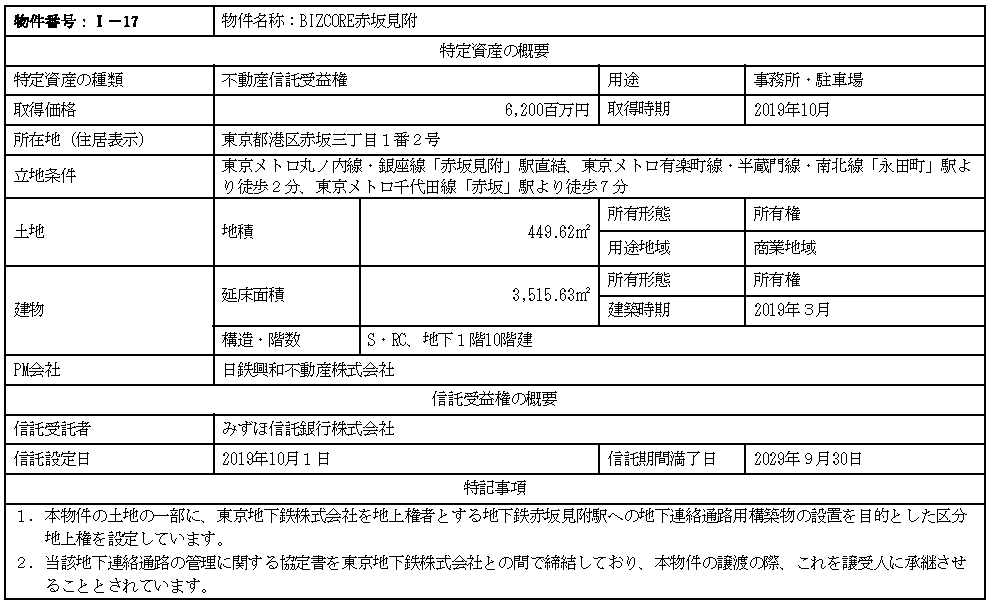 物件番号：Ⅰ－17 物件名称：BIZCORE赤坂見附
特定資産の概要
特定資産の種類 不動産信託受益権 用途 事務所・駐車場
取得価格 6,200百万円 取得時期 2019年10月
所在地（住居表示） 東京都港区赤坂三丁目１番２号
立地条件 東京メトロ丸ノ内線・銀座線「赤坂見附」駅直結、東京メトロ有楽町線・半蔵門線・南北線「永田町」駅よ
り徒歩２分、東京メトロ千代田線「赤坂」駅より徒歩７分
土地 地積 449.62㎡ 所有形態 所有権
用途地域 商業地域
建物 延床面積 3,515.63㎡ 所有形態 所有権
建築時期 2019年３月
構造・階数 S・RC、地下１階10階建
PM会社 日鉄興和不動産株式会社
信託受益権の概要
信託受託者 みずほ信託銀行株式会社
信託設定日 2019年10月１日 信託期間満了日 2029年９月30日
特記事項
１．本物件の土地の一部に、東京地下鉄株式会社を地上権者とする地下鉄赤坂見附駅への地下連絡通路用構築物の設置を目的とした区分
地上権を設定しています。
２．当該地下連絡通路の管理に関する協定書を東京地下鉄株式会社との間で締結しており、本物件の譲渡の際、これを譲受人に承継させ
ることとされています。